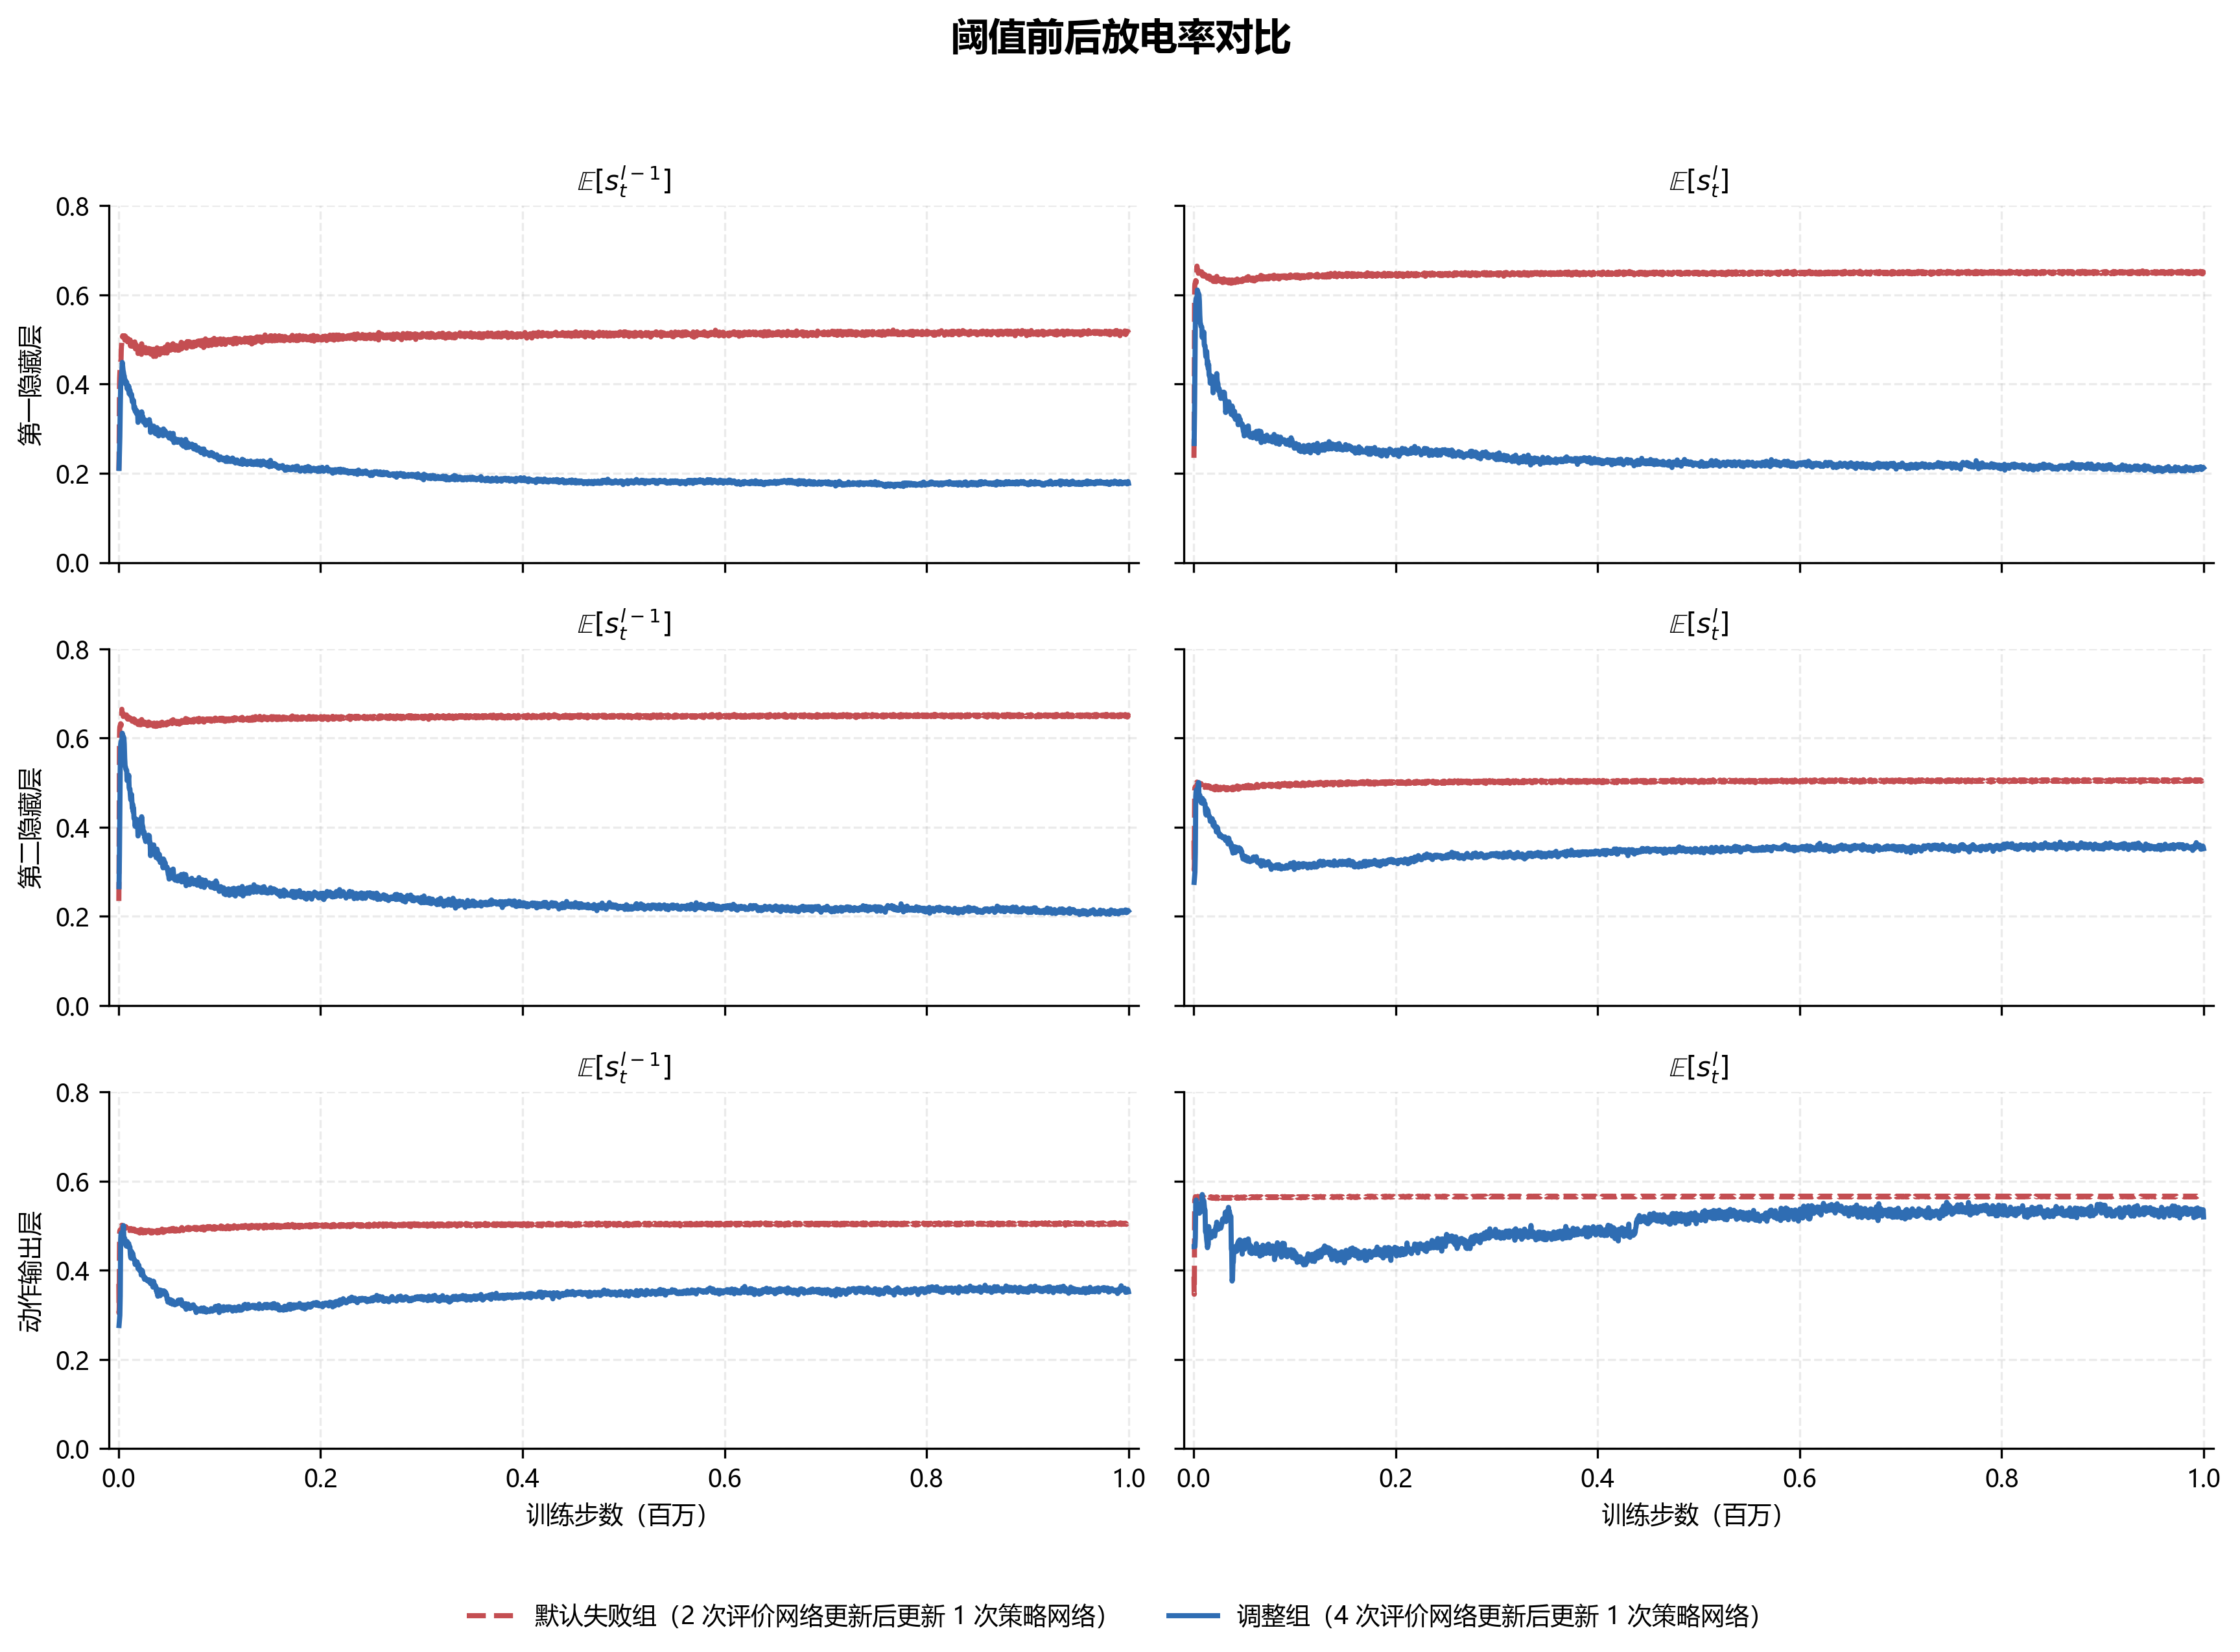 阈值前后放电率对比
𝔼[s_t^{l−1}]
𝔼[s_t^l]
第一隐藏层
0.8
0.6
0.4
0.2
0.0
𝔼[s_t^{l−1}]
𝔼[s_t^l]
第二隐藏层
0.8
0.6
0.4
0.2
0.0
𝔼[s_t^{l−1}]
𝔼[s_t^l]
动作输出层
0.8
0.6
0.4
0.2
0.0
0.0 0.2 0.4 0.6 0.8 1.0
0.0 0.2 0.4 0.6 0.8 1.0
训练步数（百万）
训练步数（百万）
默认失败组（2 次评价网络更新后更新 1 次策略网络）
调整组（4 次评价网络更新后更新 1 次策略网络）